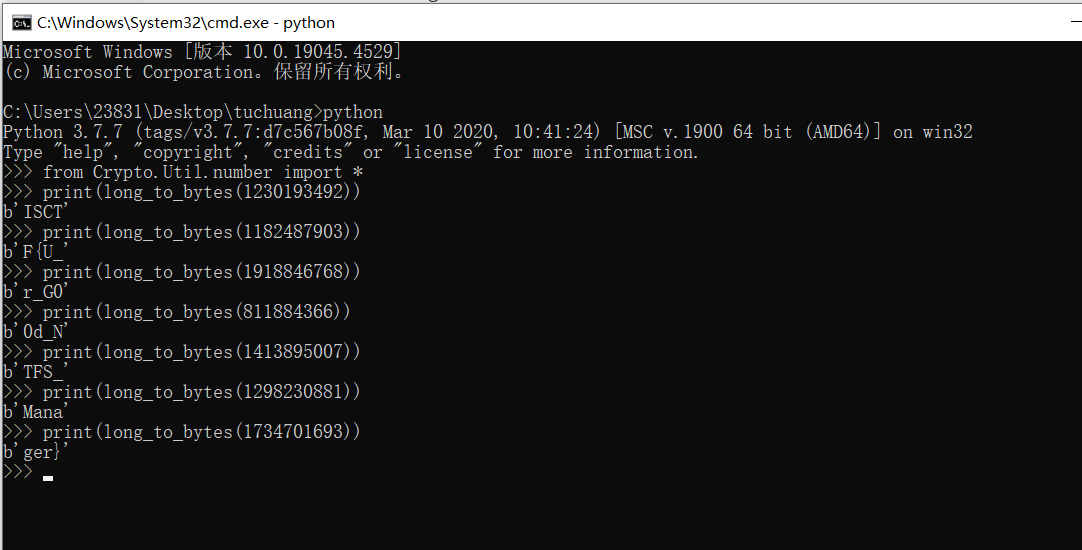 C:\Windows\System32\cmd.exe - python
Microsoft Windows [版本 10.0.19045.4529]
(c) Microsoft Corporation。保留所有权利。
C:\Users\23831\Desktop\tuchuang>python
Python 3.7.7 (tags/v3.7.7:d7c567b08f, Mar 10 2020, 10:41:24) [MSC v.1900 64 bit (AMD64)] on win32
Type "help", "copyright", "credits" or "license" for more information.
>>> from Crypto.Util.number import *
>>> print(long_to_bytes(1230193492))
b'ISCT'
>>> print(long_to_bytes(1182487903))
b'F{U_'
>>> print(long_to_bytes(1918846768))
b'r_G0'
>>> print(long_to_bytes(811884366))
b'0d_N'
>>> print(long_to_bytes(1413895007))
b'TFS_'
>>> print(long_to_bytes(1298230881))
b'Mana'
>>> print(long_to_bytes(1734701693))
b'ger}'
>>>